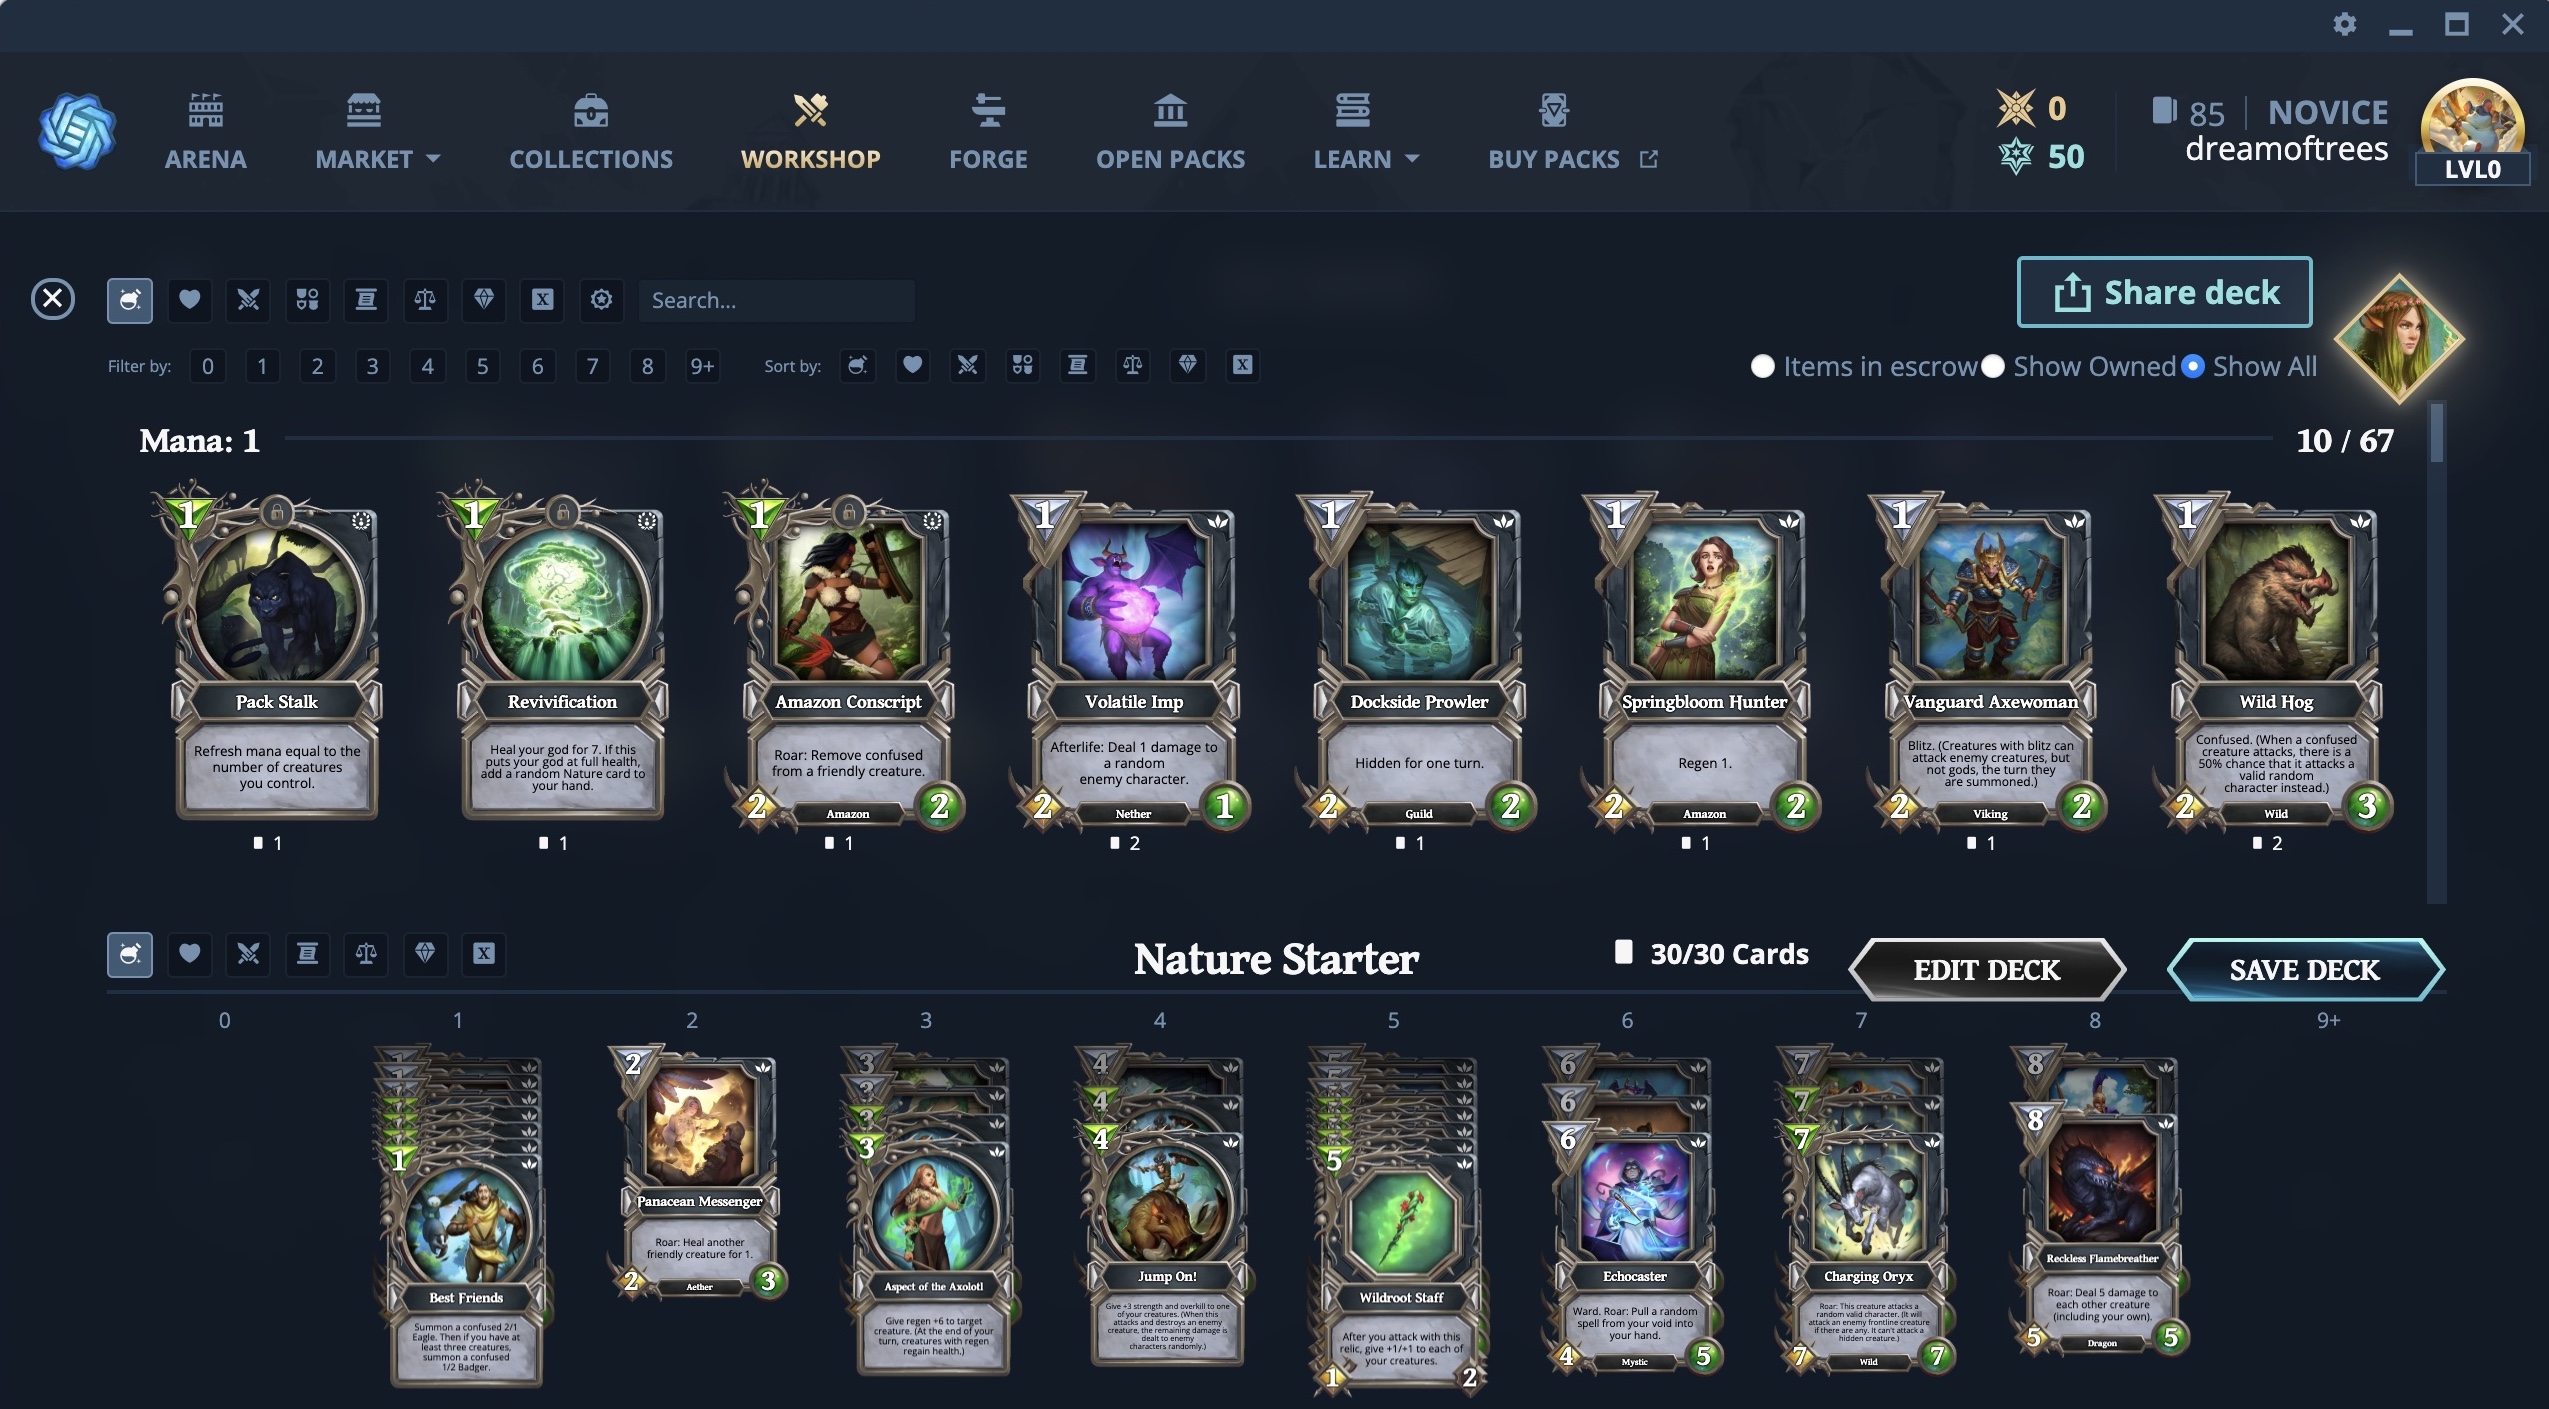 0
85 | NOVICE
ARENA MARKET COLLECTIONS WORKSHOP FORGE OPEN PACKS LEARN BUY PACKS
50
dreamoftrees
LVL0
X
Search...
Share deck
Filter by: 0 1 2 3 4 5 6 7 8 9+ Sort by: X
Items in escrow Show Owned Show All
Mana: 1
10 / 67
1
Pack Stalk
Refresh mana equal to the
number of creatures
you control.
1
1
Revivification
Heal your god for 7. If this
puts your god at full health,
add a random Nature card to
your hand.
1
1
Amazon Conscript
Roar: Remove confused
from a friendly creature.
2 Amazon 2
1
1
Volatile Imp
Afterlife: Deal 1 damage to
a random
enemy character.
2 Nether 1
2
1
Dockside Prowler
Hidden for one turn.
2 Guild 2
1
1
Springbloom Hunter
Regen 1.
2 Amazon 2
1
1
Vanguard Axewoman
Blitz. (Creatures with blitz can
attack enemy creatures, but
not gods, the turn they
are summoned.)
2 Viking 2
1
1
Wild Hog
Confused. (When a confused
creature attacks, there is a
50% chance that it attacks a
valid random
character instead.)
2 Wild 3
2
X
Nature Starter
30/30 Cards
EDIT DECK
SAVE DECK
0 1 2 3 4 5 6 7 8 9+
1
Best Friends
Summon a confused 2/1
Eagle. Then if you have at
least three creatures,
summon a confused
1/2 Badger.
2
Panacean Messenger
Roar: Heal another
friendly creature for 1.
2 Aether 3
3
3
3
3
Aspect of the Axolotl
Give regen +6 to target
creature. (At the end of your
turn, creatures with regen
regain health.)
4
4
4
Jump On!
Give +3 strength and overkill to one
of your creatures. (When this
attacks and destroys an enemy
creature, the remaining damage is
dealt to enemy
characters randomly.)
5
Wildroot Staff
After you attack with this
relic, give +1/+1 to each of
your creatures.
1 2
6
6
6
Echocaster
Ward. Roar: Pull a random
spell from your void into
your hand.
4 Mystic 5
7
7
7
Charging Oryx
Roar: This creature attacks a
random valid character. (It will
attack an enemy frontline creature
if there are any. It can't attack a
hidden creature.)
7 Wild 7
8
8
Reckless Flamebreather
Roar: Deal 5 damage to
each other creature
(including your own).
5 Dragon 5